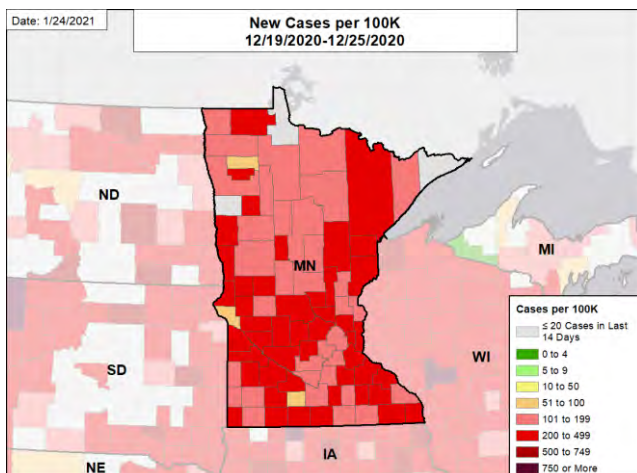 Date: 1/24/2021
New Cases per 100K
12/19/2020-12/25/2020
ND
MN
MI
SD
WI
NE
IA
Cases per 100K
≤ 20 Cases in Last
14 Days
0 to 4
5 to 9
10 to 50
51 to 100
101 to 199
200 to 499
500 to 749
750 or More